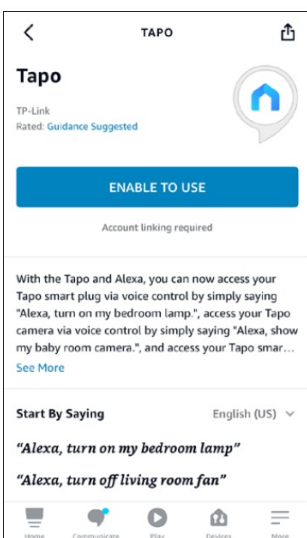 TAPO
Tapo
TP-Link
Rated: Guidance Suggested
ENABLE TO USE
Account linking required
With the Tapo and Alexa, you can now access your
Tapo smart plug via voice control by simply saying
"Alexa, turn on my bedroom lamp.", access your Tapo
camera via voice control by simply saying "Alexa, show
my baby room camera.", and access your Tapo smar...
See More
Start By Saying English (US)
“Alexa, turn on my bedroom lamp”
“Alexa, turn off living room fan”
Home Communicate Play Devices More